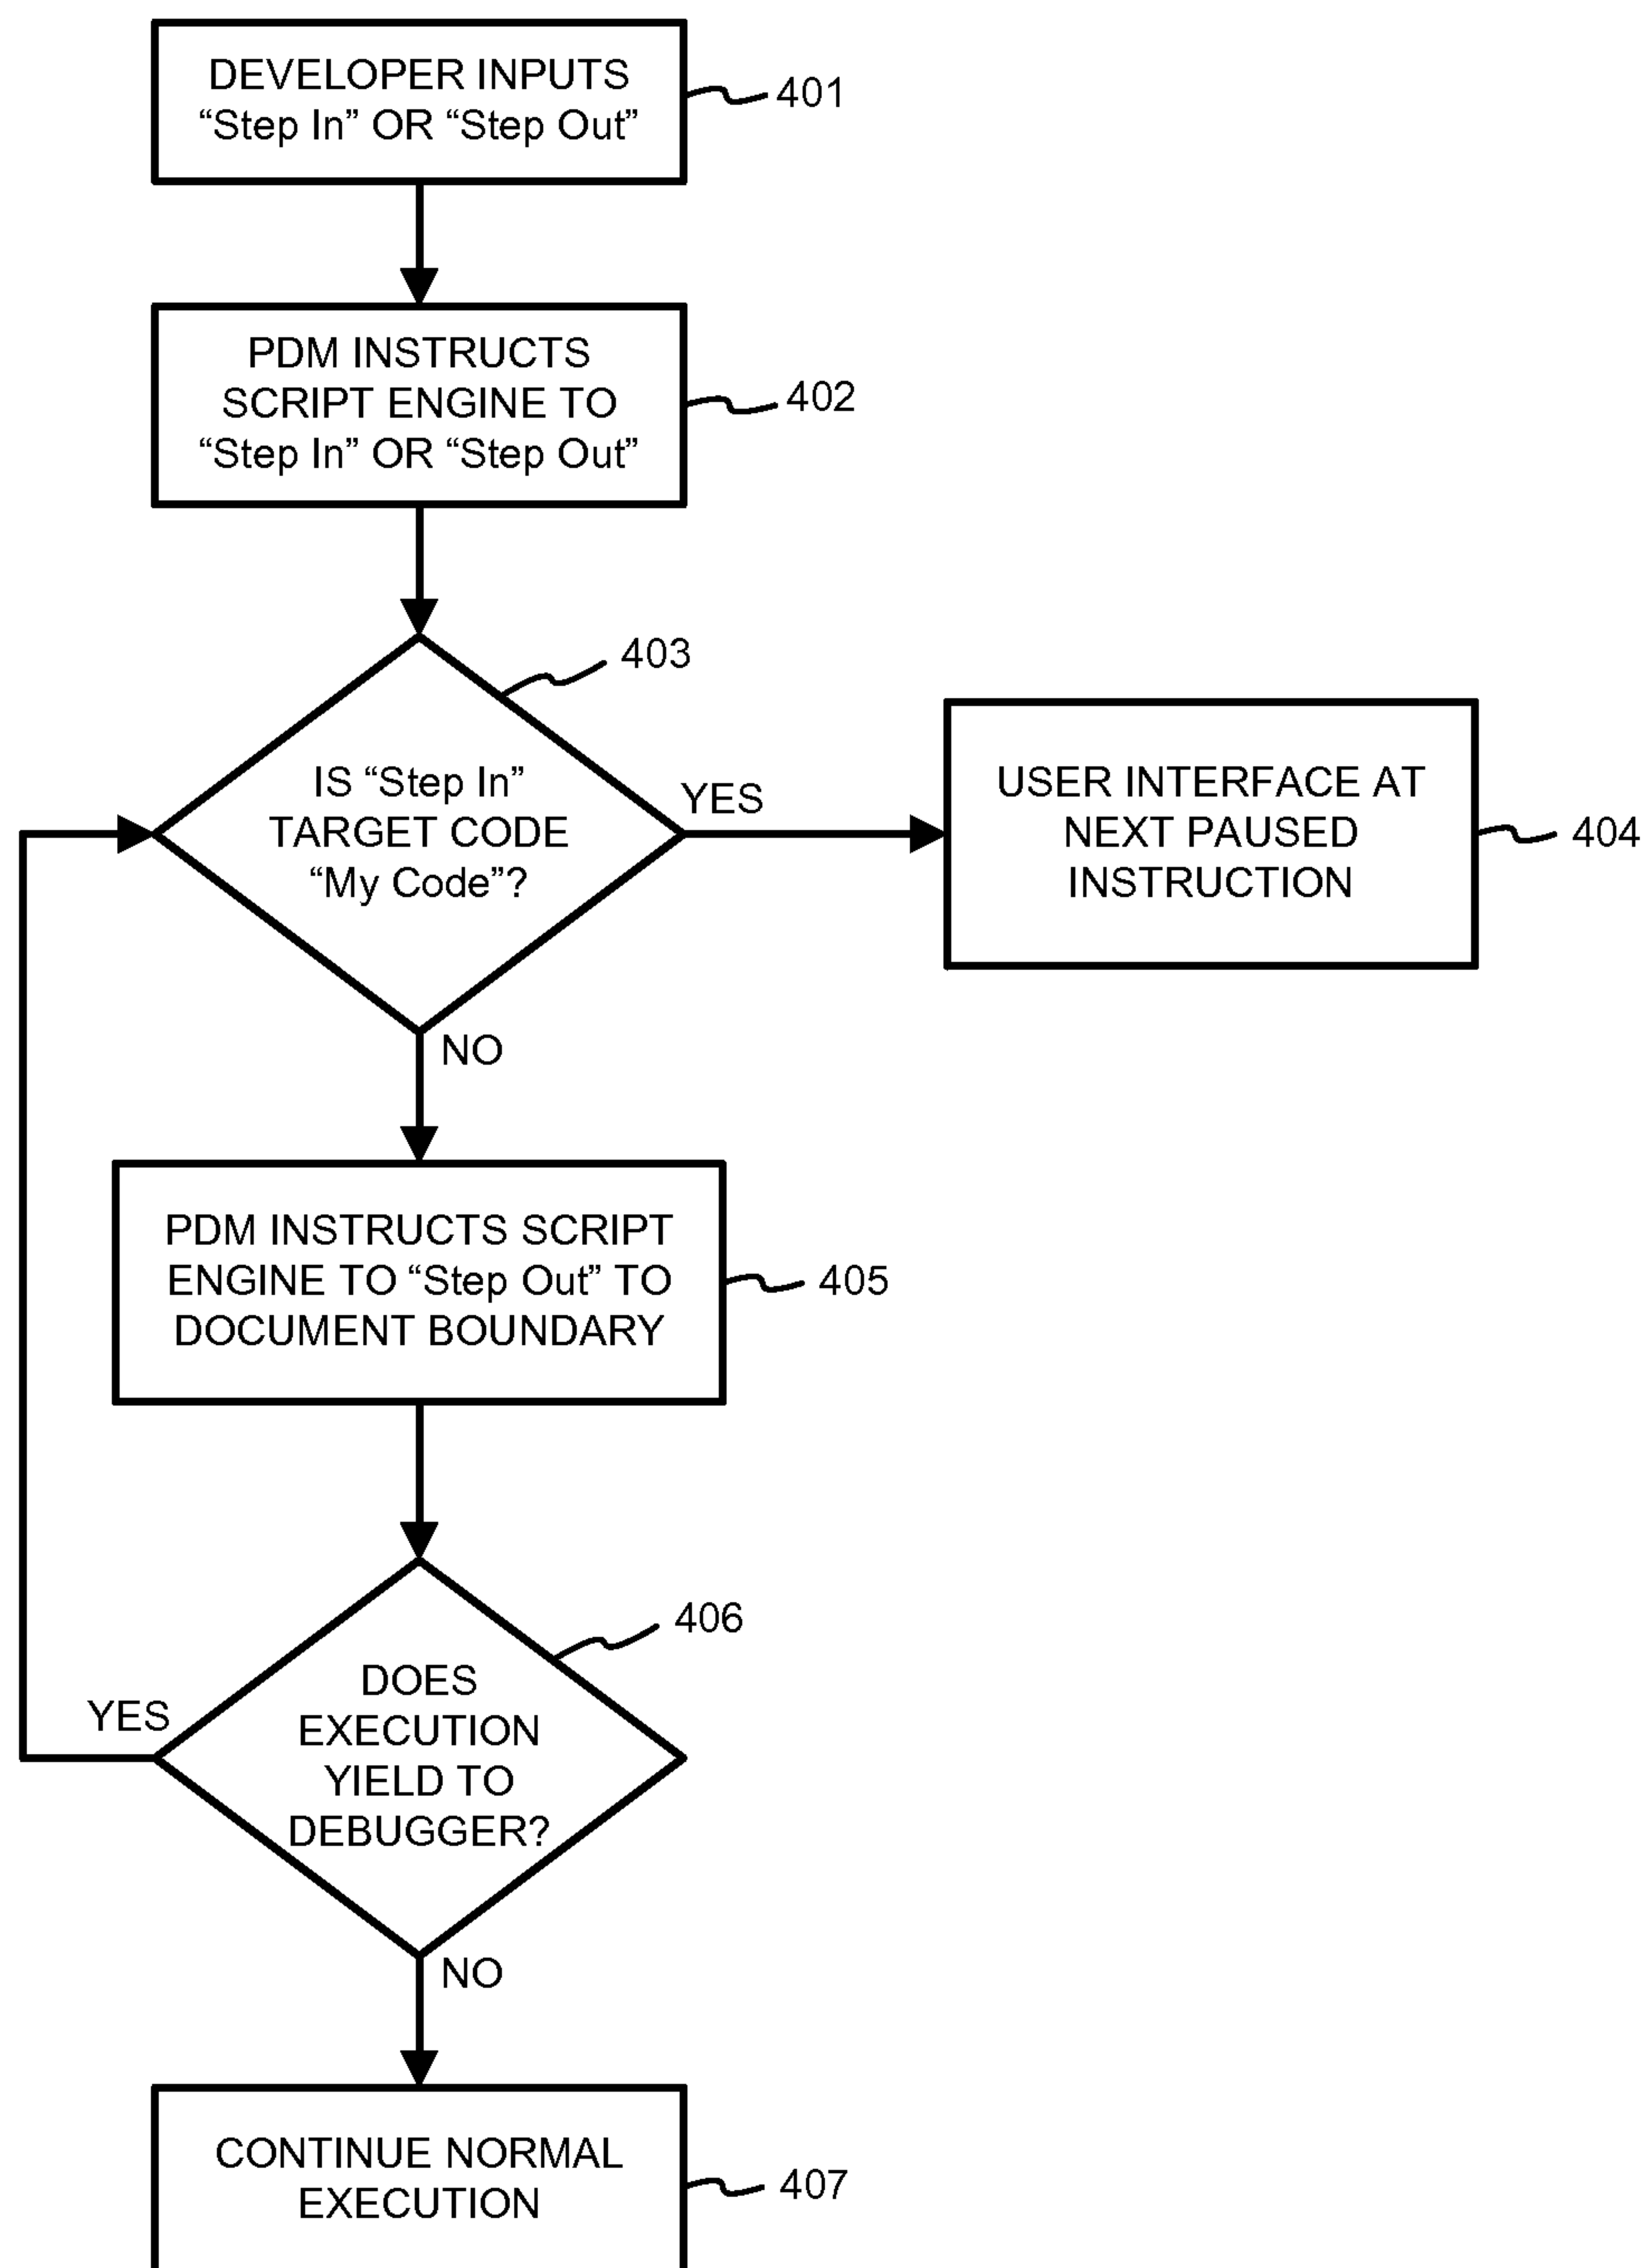 DEVELOPER INPUTS
“Step In” OR “Step Out”
401
PDM INSTRUCTS
SCRIPT ENGINE TO
“Step In” OR “Step Out”
402
403
IS “Step In”
TARGET CODE
“My Code”?
YES
USER INTERFACE AT
NEXT PAUSED
INSTRUCTION
404
NO
PDM INSTRUCTS SCRIPT
ENGINE TO “Step Out” TO
DOCUMENT BOUNDARY
405
406
DOES
EXECUTION
YIELD TO
DEBUGGER?
YES
NO
CONTINUE NORMAL
EXECUTION
407